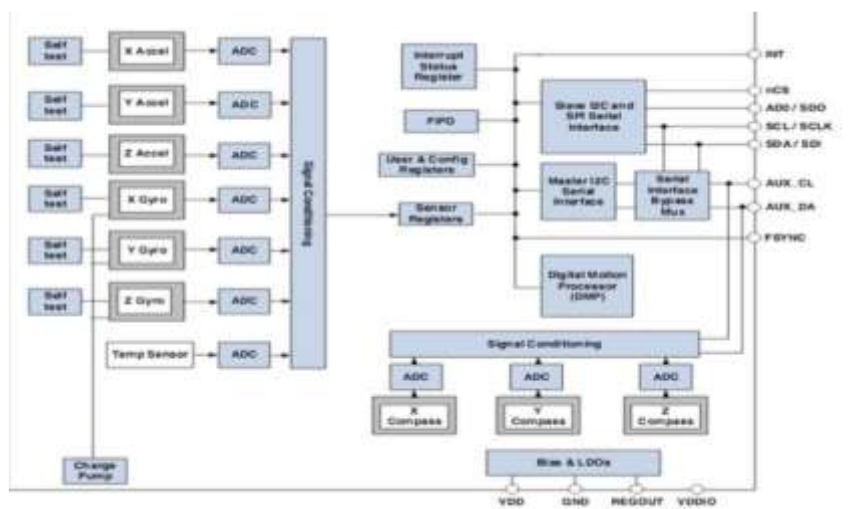 Self
test
X Accel
ADC
Self
test
Y Accel
ADC
Self
test
Z Accel
ADC
Self
test
X Gyro
ADC
Self
test
Y Gyro
ADC
Self
test
Z Gyro
ADC
Temp Sensor
ADC
Charge
Pump
Signal Conditioning
Interrupt
Status
Register
FIFO
User & Config
Registers
Sensor
Registers
Slave I2C and
SPI Serial
Interface
Master I2C
Serial
Interface
Serial
Interface
Bypass
Mux
Digital Motion
Processor
(DMP)
INT
nCS
AD0 / SDO
SCL / SCLK
SDA / SDI
AUX_CL
AUX_DA
FSYNC
Signal Conditioning
ADC
ADC
ADC
X
Compass
Y
Compass
Z
Compass
Bias & LDOs
VDD
GND
REGOUT
VDDIO